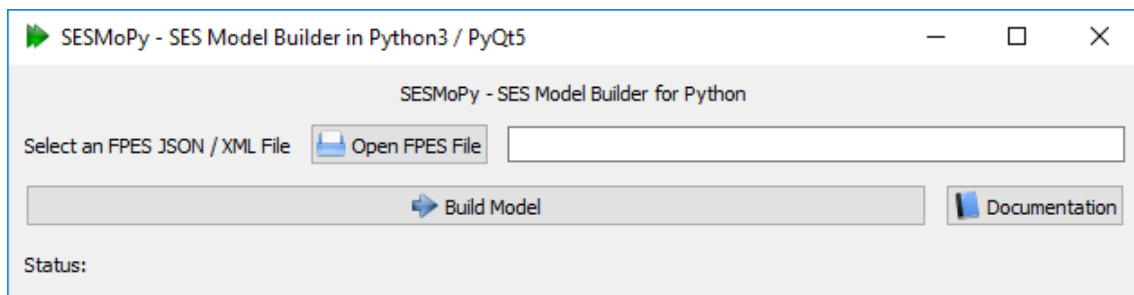 SESMoPy - SES Model Builder in Python3 / PyQt5
SESMoPy - SES Model Builder for Python
Select an FPES JSON / XML File Open FPES File
Build Model Documentation
Status: